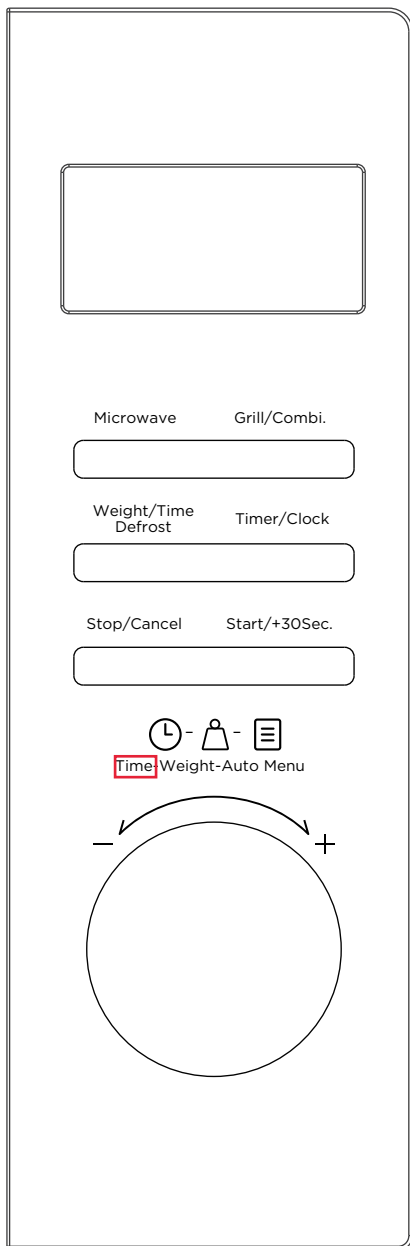 Microwave Grill/Combi.
Weight/Time
Defrost Timer/Clock
Stop/Cancel Start/+30Sec.
Time-Weight-Auto Menu